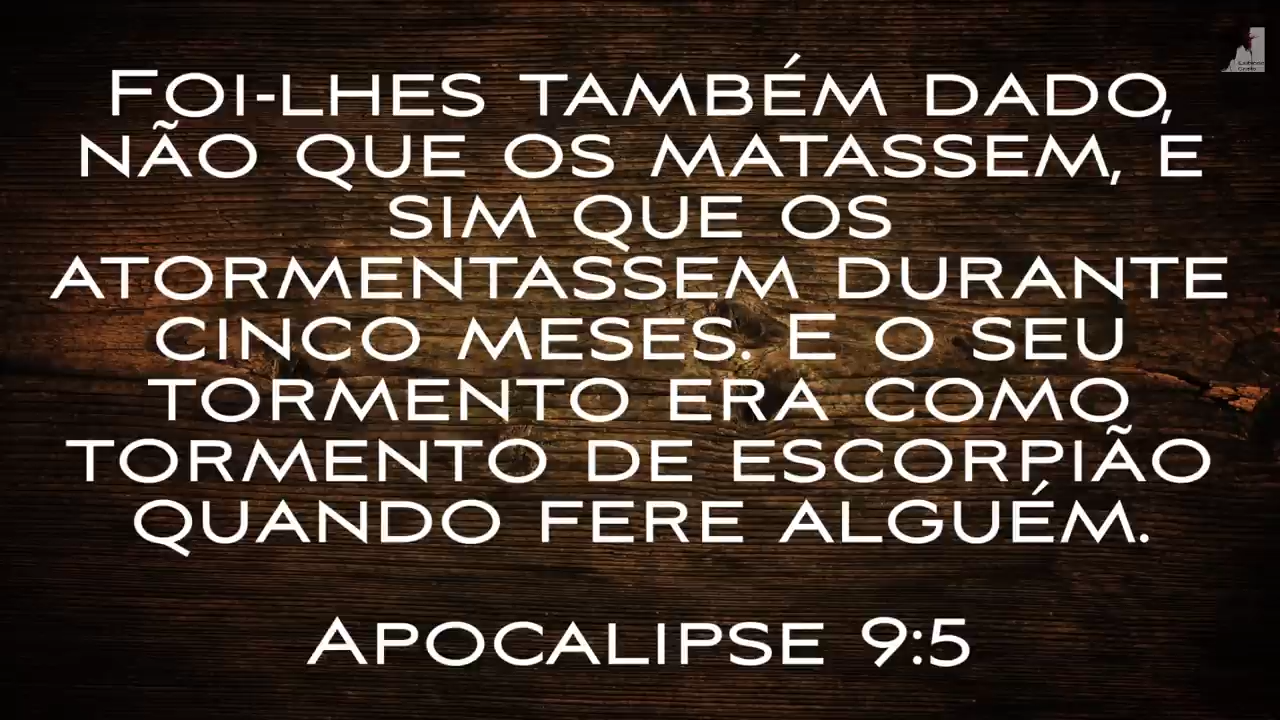 Foi-lhes também dado,
não que os matassem, e
sim que os
atormentassem durante
cinco meses. E o seu
tormento era como
tormento de escorpião
quando fere alguém.
Apocalipse 9:5